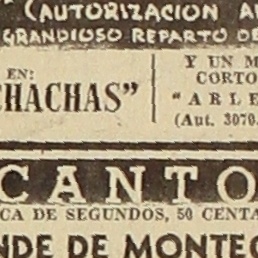 (AUTORIZACION A
GRANDIOSO REPARTO DE
EN:
CHACHAS"
Y UN M
CORTO
"ARLE
(Aut. 3070.
CANTO
CA DE SEGUNDOS, 50 CENTA
NDE DE MONTEC